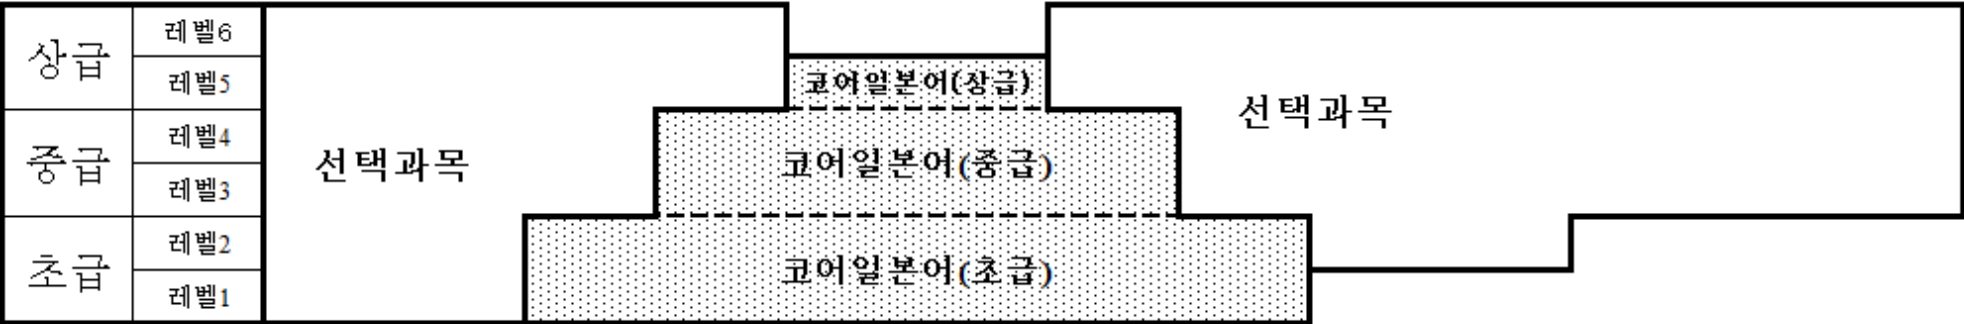 상급
레벨6
레벨5
코어일본어(상급)
선택과목
중급
레벨4
레벨3
선택과목
코어일본어(중급)
초급
레벨2
레벨1
코어일본어(초급)